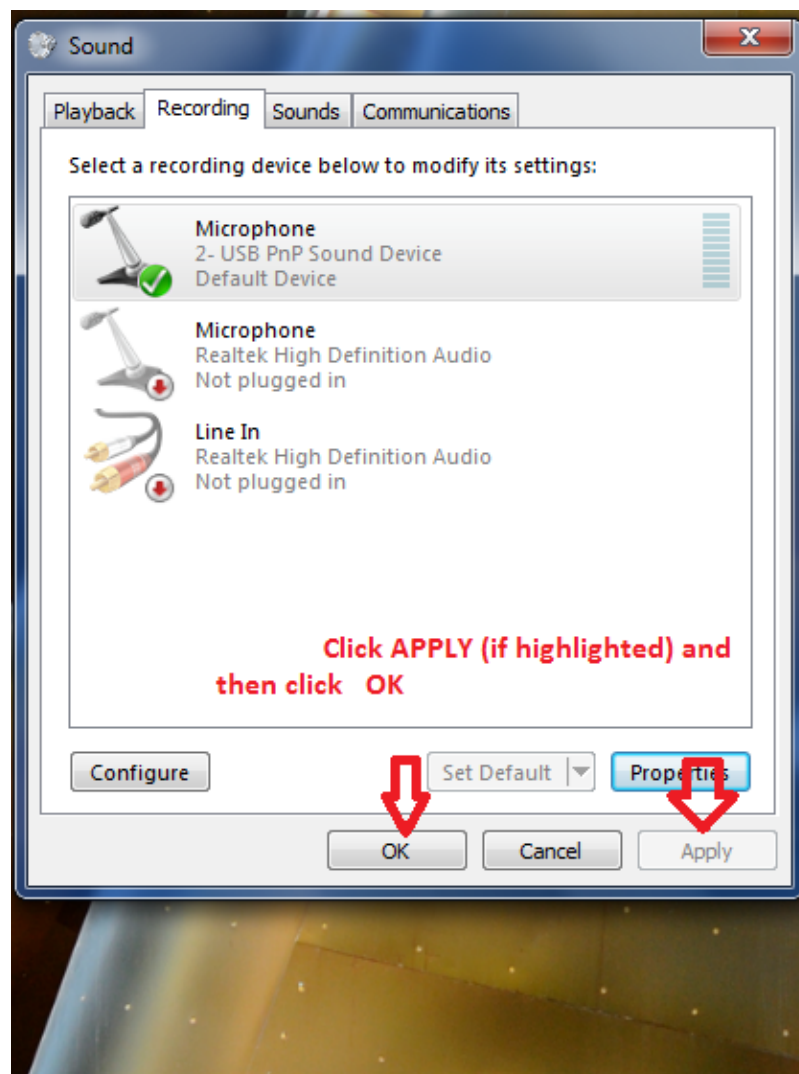 Sound
Playback Recording Sounds Communications
Select a recording device below to modify its settings:
Microphone
2- USB PnP Sound Device
Default Device
Microphone
Realtek High Definition Audio
Not plugged in
Line In
Realtek High Definition Audio
Not plugged in
Click APPLY (if highlighted) and
then click OK
Configure Set Default Properties
OK Cancel Apply